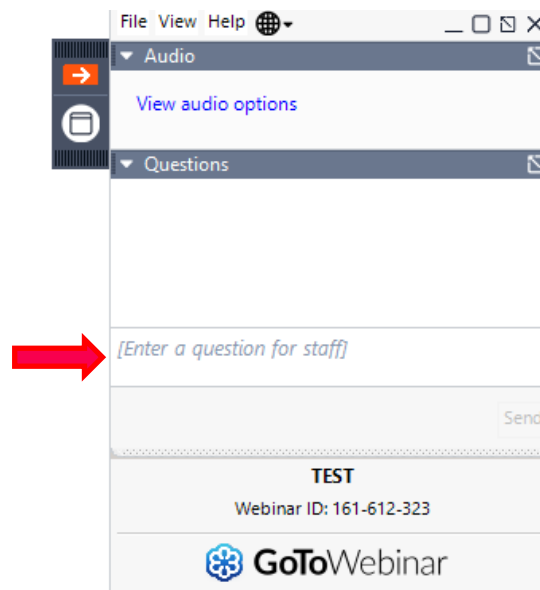 File View Help
Audio
View audio options
Questions
[Enter a question for staff]
Send
TEST
Webinar ID: 161-612-323
GoToWebinar